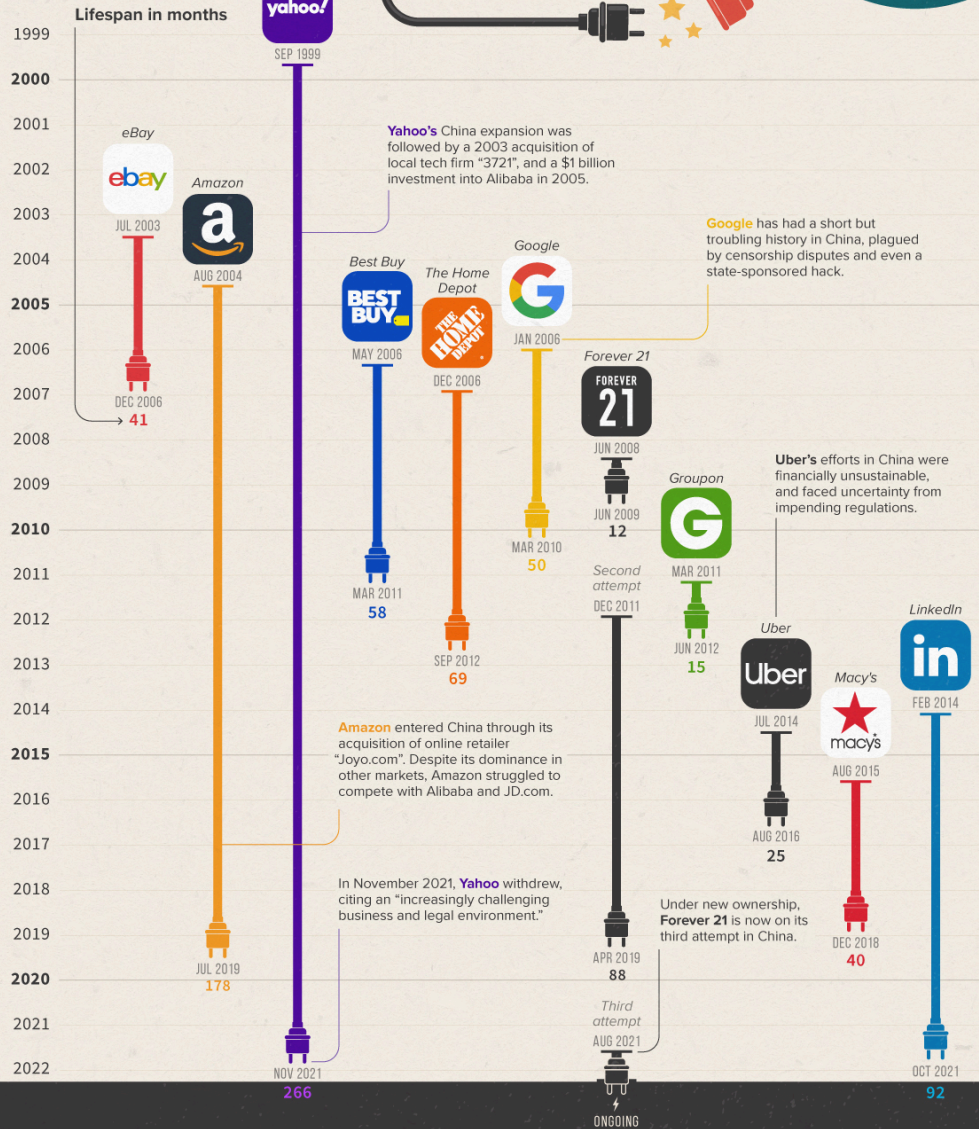 Lifespan in months
yahoo!
1999
2000
2001
2002
2003
2004
2005
2006
2007
2008
2009
2010
2011
2012
2013
2014
2015
2016
2017
2018
2019
2020
2021
2022
SEP 1999
Yahoo's China expansion was
followed by a 2003 acquisition of
local tech firm “3721”, and a $1 billion
investment into Alibaba in 2005.
eBay
ebay
JUL 2003
DEC 2006
41
Amazon
a
AUG 2004
Google has had a short but
troubling history in China, plagued
by censorship disputes and even a
state-sponsored hack.
Best Buy
BEST
BUY
MAY 2006
MAR 2011
58
The Home
Depot
THE
HOME
DEPOT
DEC 2006
SEP 2012
69
Google
G
JAN 2006
MAR 2010
50
Forever 21
FOREVER
21
JUN 2008
JUN 2009
12
Second
attempt
DEC 2011
Groupon
G
MAR 2011
JUN 2012
15
Uber's efforts in China were
financially unsustainable,
and faced uncertainty from
impending regulations.
Uber
Uber
JUL 2014
AUG 2016
25
Macy's
macy's
AUG 2015
DEC 2018
40
LinkedIn
in
FEB 2014
Amazon entered China through its
acquisition of online retailer
“Joyo.com”. Despite its dominance in
other markets, Amazon struggled to
compete with Alibaba and JD.com.
In November 2021, Yahoo withdrew,
citing an “increasingly challenging
business and legal environment.”
Under new ownership,
Forever 21 is now on its
third attempt in China.
JUL 2019
178
APR 2019
88
Third
attempt
AUG 2021
NOV 2021
266
OCT 2021
92
ONGOING